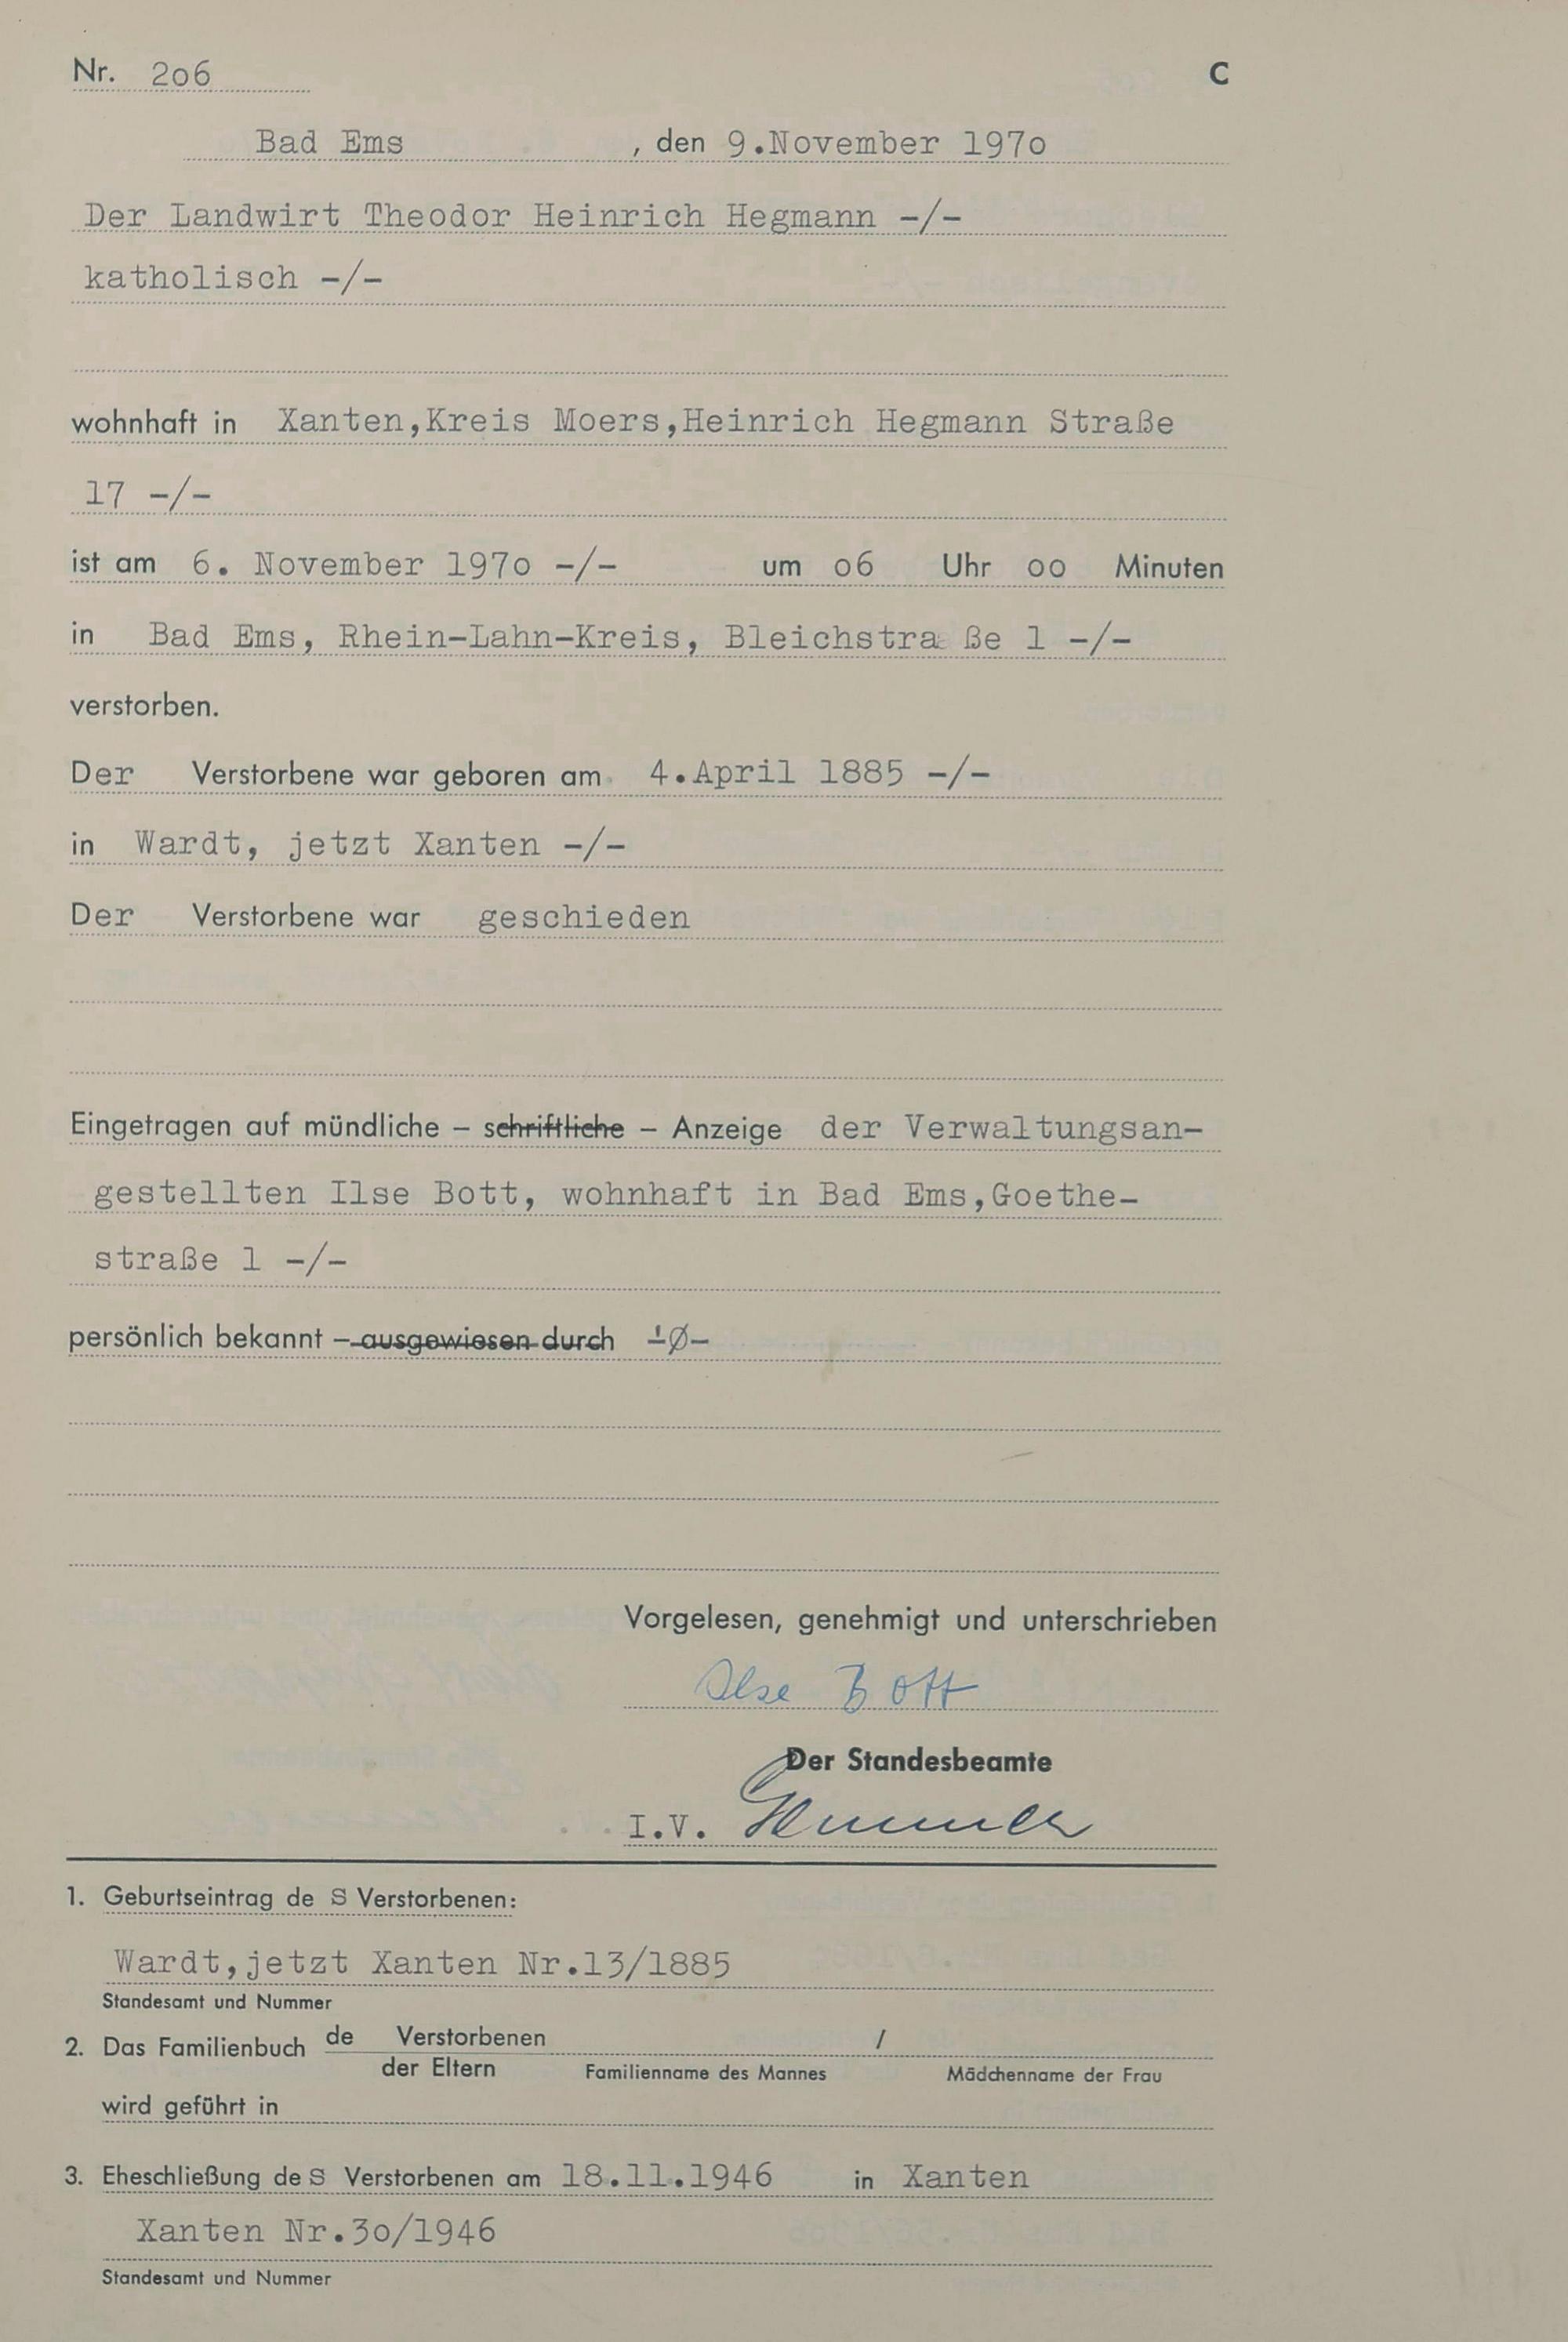 Nr. 2o6 C
Bad Ems , den 9.November 197o
Der Landwirt Theodor Heinrich Hegmann -/-
katholisch -/-
wohnhaft in Xanten,Kreis Moers,Heinrich Hegmann Straße
17 -/-
ist am 6. November 197o -/- um o6 Uhr oo Minuten
in Bad Ems, Rhein-Lahn-Kreis, Bleichstra ße 1 -/-
verstorben.
Der Verstorbene war geboren am 4.April 1885 -/-
in Wardt, jetzt Xanten -/-
Der Verstorbene war geschieden
Eingetragen auf mündliche – schriftliche – Anzeige der Verwaltungsan-
gestellten Ilse Bott, wohnhaft in Bad Ems,Goethe-
straße 1 -/-
persönlich bekannt – ausgewiesen durch -Ø-
Vorgelesen, genehmigt und unterschrieben
Ilse Bott
Der Standesbeamte
I.V.
1. Geburtseintrag de s Verstorbenen:
Wardt,jetzt Xanten Nr.13/1885
Standesamt und Nummer
2. Das Familienbuch de Verstorbenen /
der Eltern Familienname des Mannes Mädchenname der Frau
wird geführt in
3. Eheschließung de s Verstorbenen am 18.11.1946 in Xanten
Xanten Nr.3o/1946
Standesamt und Nummer